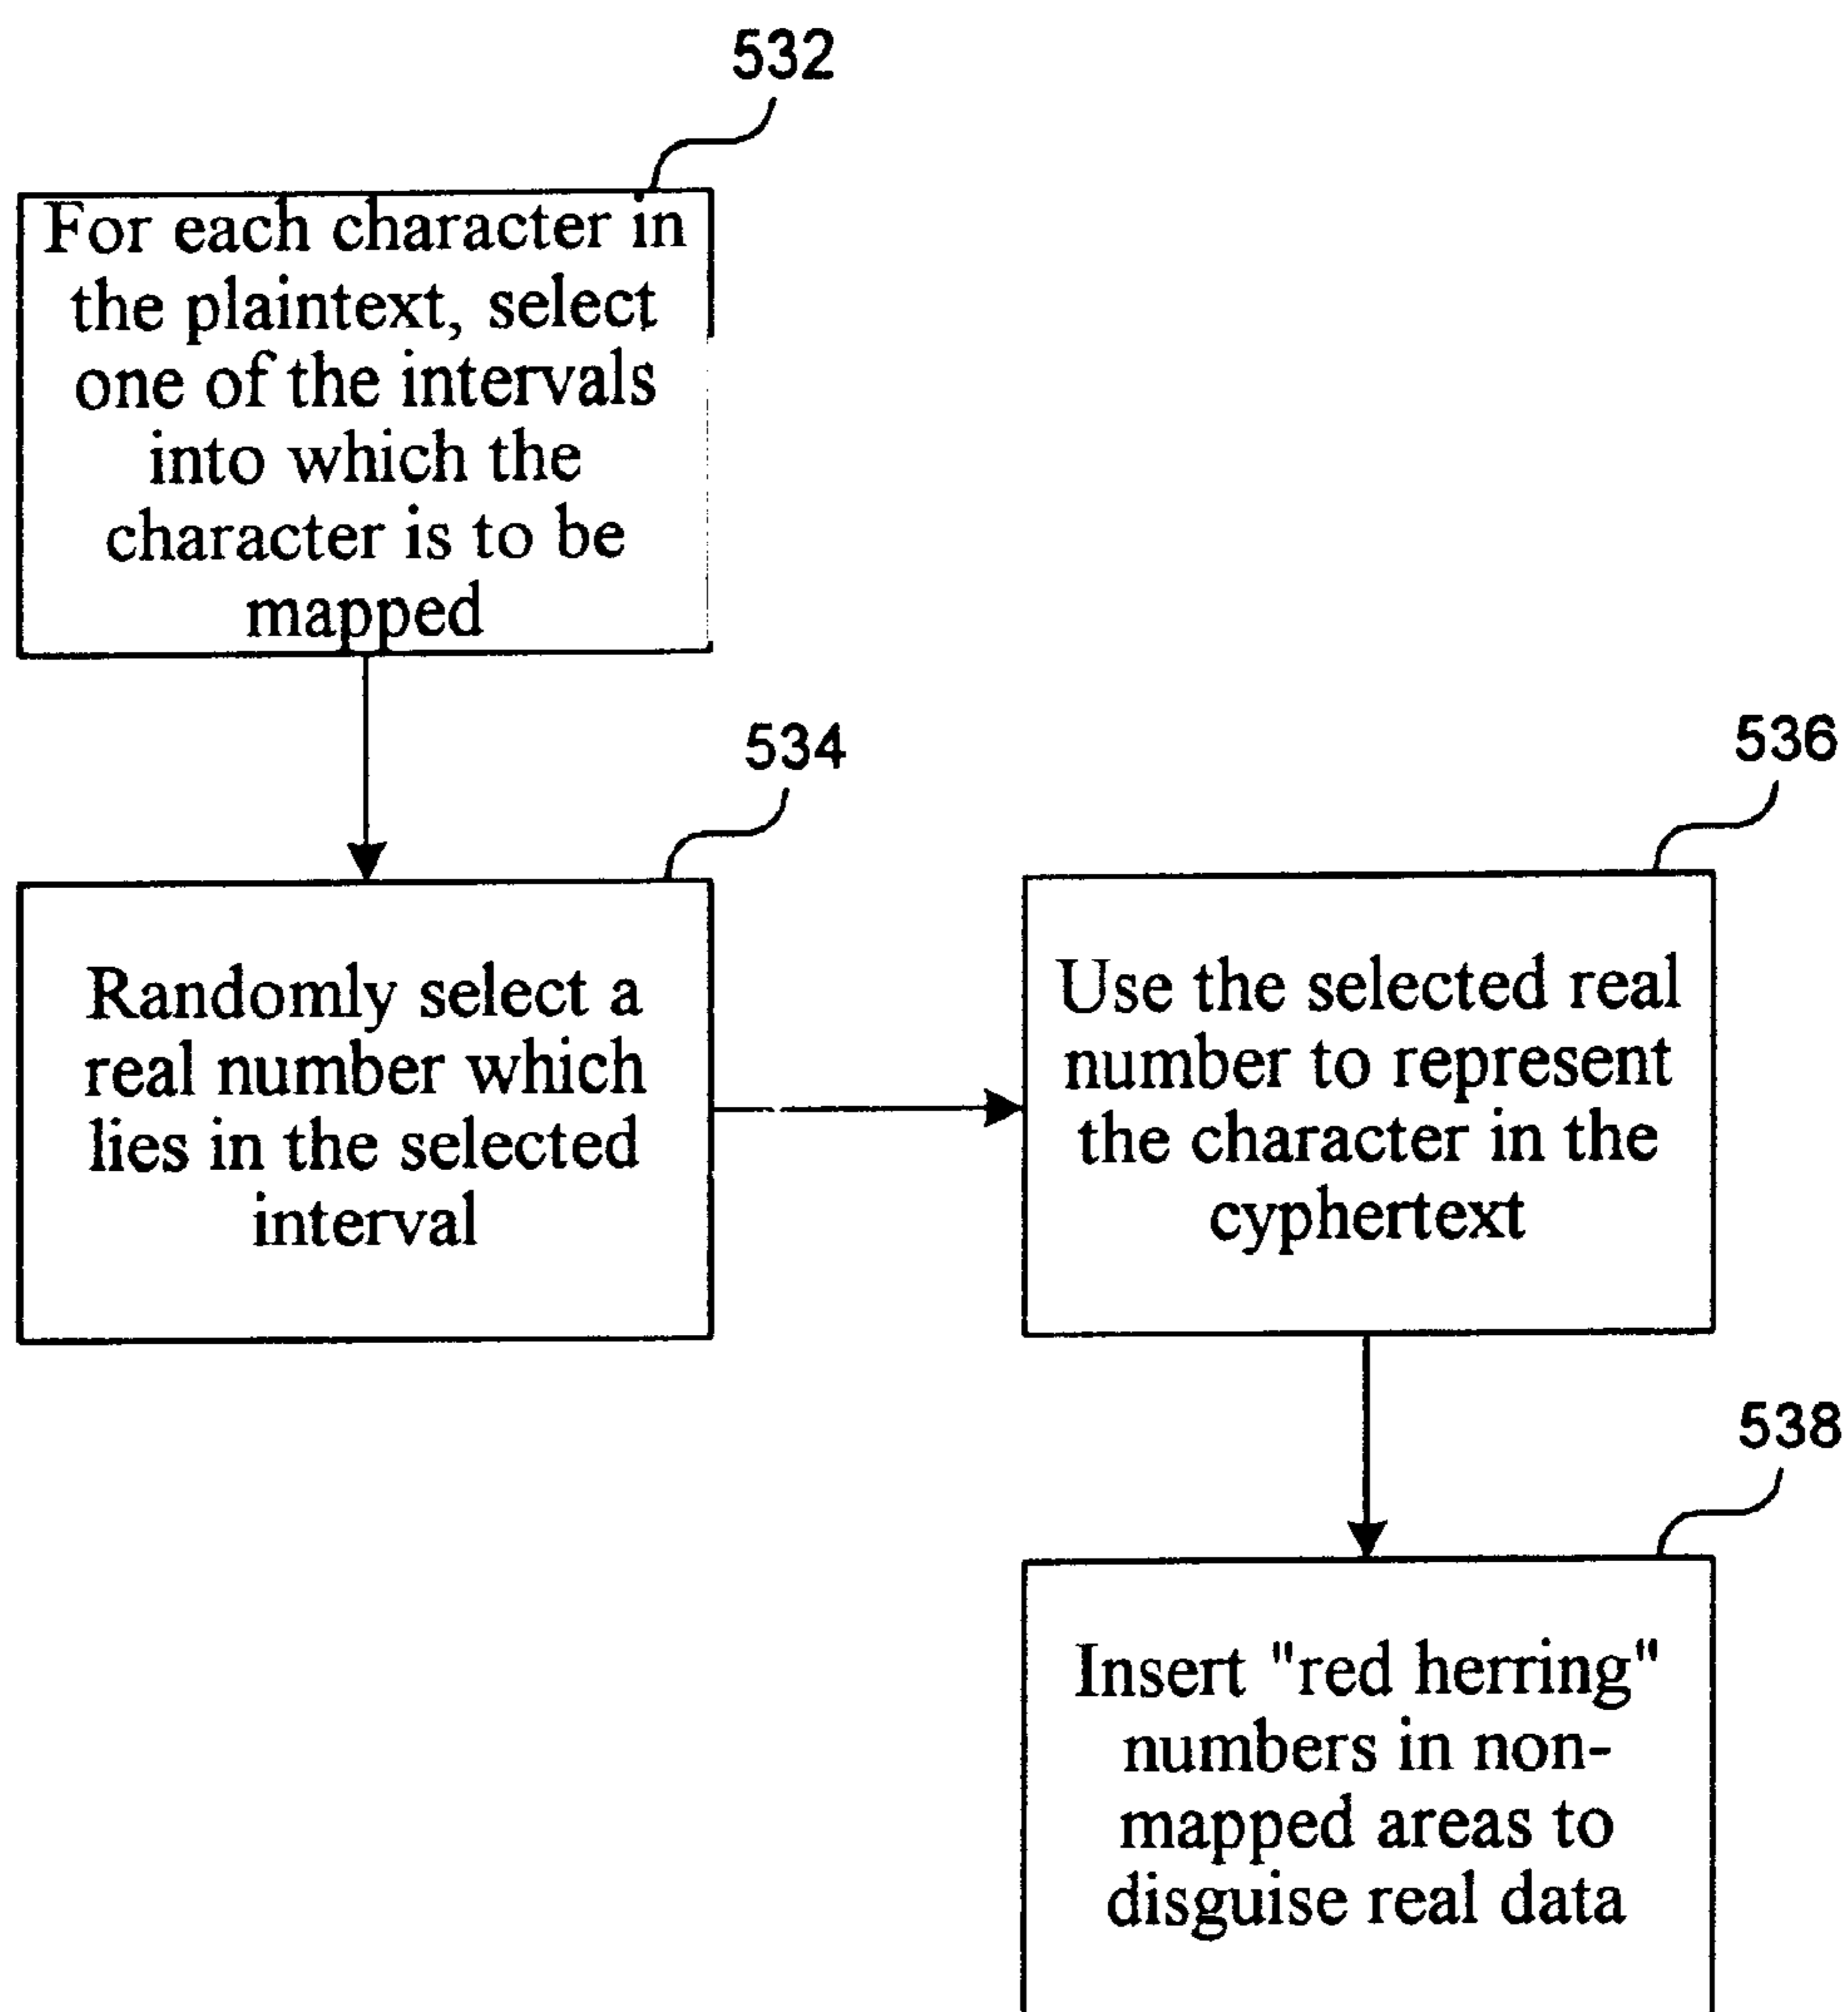 532
For each character in
the plaintext, select
one of the intervals
into which the
character is to be
mapped
534
Randomly select a
real number which
lies in the selected
interval
536
Use the selected real
number to represent
the character in the
cyphertext
538
Insert "red herring"
numbers in non-
mapped areas to
disguise real data